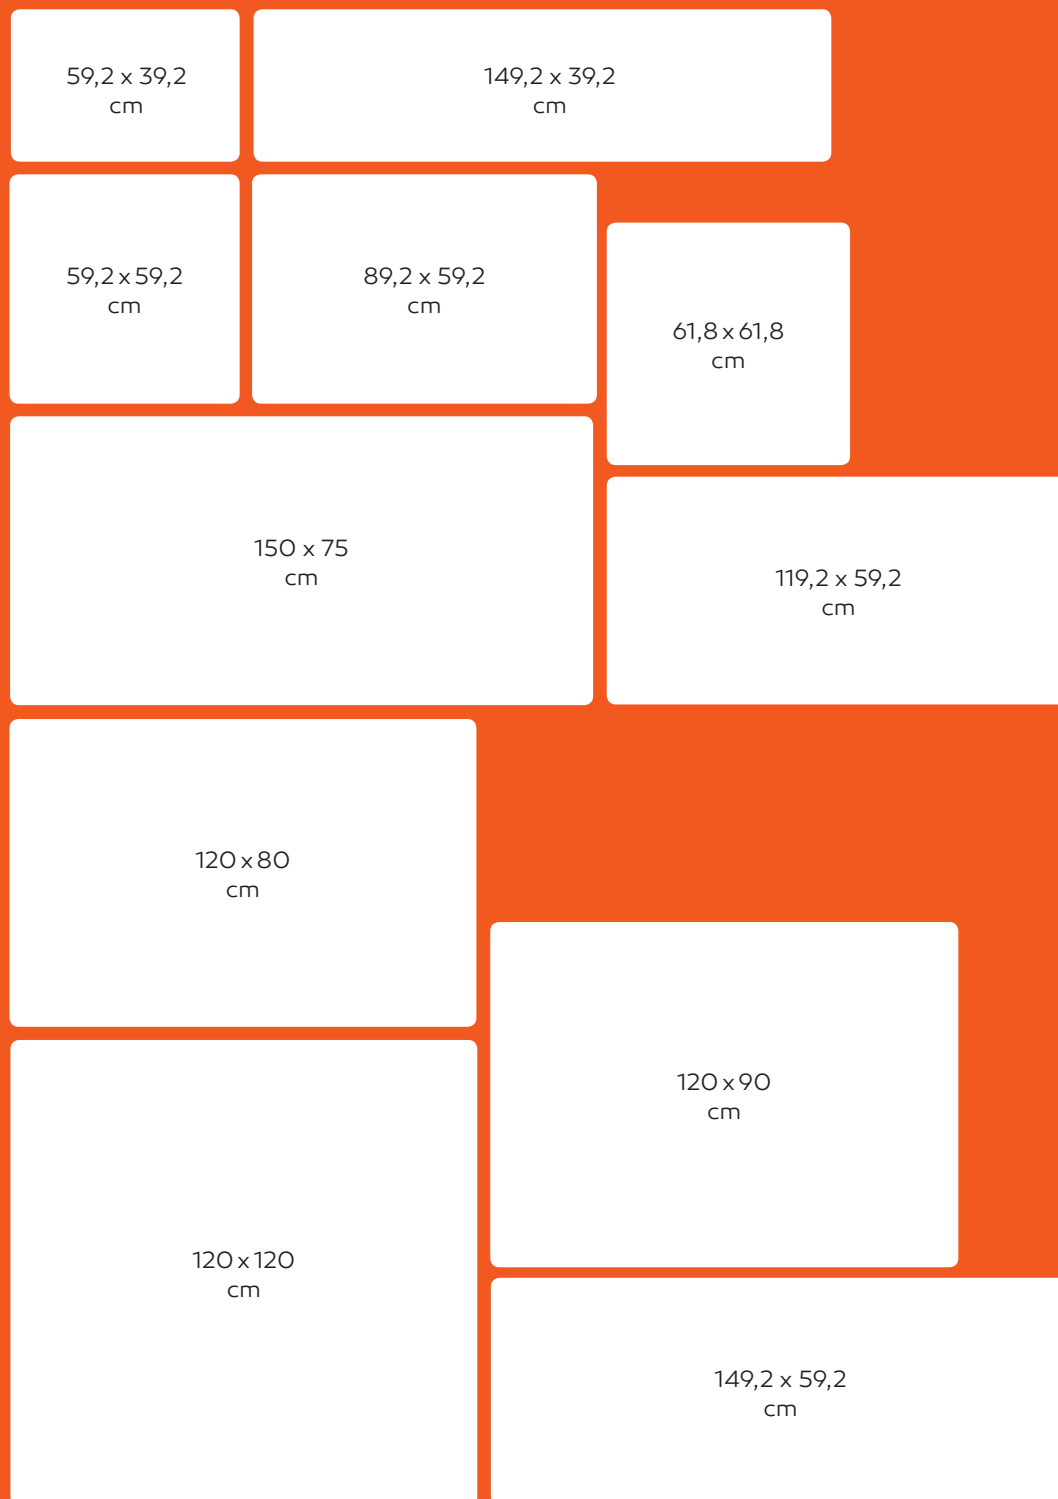 59,2 x 39,2
cm
149,2 x 39,2
cm
59,2 x 59,2
cm
89,2 x 59,2
cm
61,8 x 61,8
cm
150 x 75
cm
119,2 x 59,2
cm
120 x 80
cm
120 x 90
cm
120 x 120
cm
149,2 x 59,2
cm